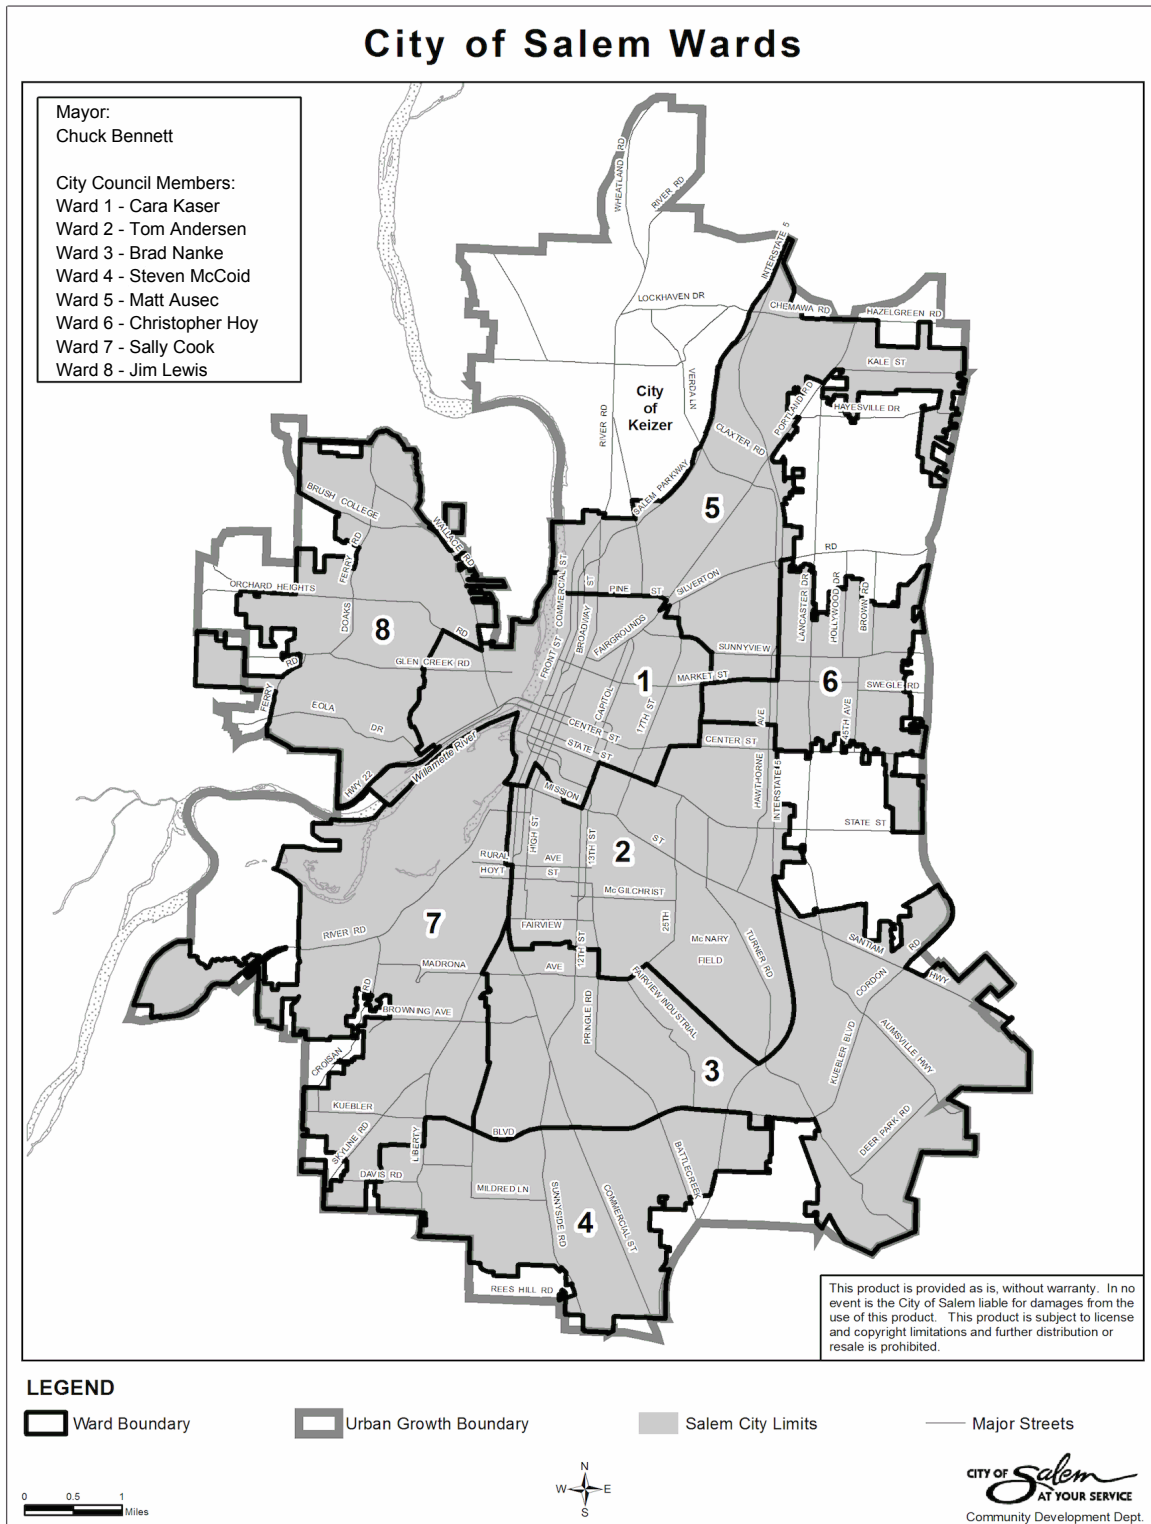 City of Salem Wards
Mayor:
Chuck Bennett
City Council Members:
Ward 1 - Cara Kaser
Ward 2 - Tom Andersen
Ward 3 - Brad Nanke
Ward 4 - Steven McCoid
Ward 5 - Matt Ausec
Ward 6 - Christopher Hoy
Ward 7 - Sally Cook
Ward 8 - Jim Lewis
WHEATLAND RD
RIVER RD
INTERSTATE 5
LOCKHAVEN DR
CHEMAWA RD
HAZELGREEN RD
KALE ST
VERDA LN
PORTLAND RD
HAYESVILLE DR
City
of
Keizer
RIVER RD
CLAXTER RD
SALEM PARKWAY
5
BRUSH COLLEGE
WALLACE RD
RD
FERRY RD
ORCHARD HEIGHTS
DOAKS
8
RD
GLEN CREEK RD
RD
FERRY
EOLA
DR
HWY 22
Willamette River
COMMERCIAL ST
ST
PINE ST
SILVERTON
BROADWAY
FAIRGROUNDS
FRONT ST
LANCASTER DR
HOLLYWOOD DR
BROWN RD
SUNNYVIEW
1
MARKET ST
6
SWEGLE RD
CAPITOL
17TH ST
45TH AVE
CENTER ST
STATE ST
CENTER ST
AVE
HAWTHORNE
INTERSTATE 5
MISSION
STATE ST
HIGH ST
13TH ST
2
ST
RURAL AVE
HOYT ST
McGILCHRIST
7
FAIRVIEW
25TH
McNARY
FIELD
TURNER RD
SANTIAM
RD
HWY
CORDON
RIVER RD
12TH ST
MADRONA AVE
RD
FAIRVIEW INDUSTRIAL
BROWNING AVE
PRINGLE RD
KUEBLER BLVD
AUMSVILLE HWY
CROISAN
3
KUEBLER
BLVD
DEER PARK RD
SKYLINE RD
LIBERTY
BATTLECREEK
DAVIS RD
MILDRED LN
SUNNYSIDE RD
4
COMMERCIAL ST
REES HILL RD
This product is provided as is, without warranty. In no
event is the City of Salem liable for damages from the
use of this product. This product is subject to license
and copyright limitations and further distribution or
resale is prohibited.
LEGEND
Ward Boundary
Urban Growth Boundary
Salem City Limits
Major Streets
N
W E
S
0 0.5 1
Miles
CITY OF Salem
AT YOUR SERVICE
Community Development Dept.